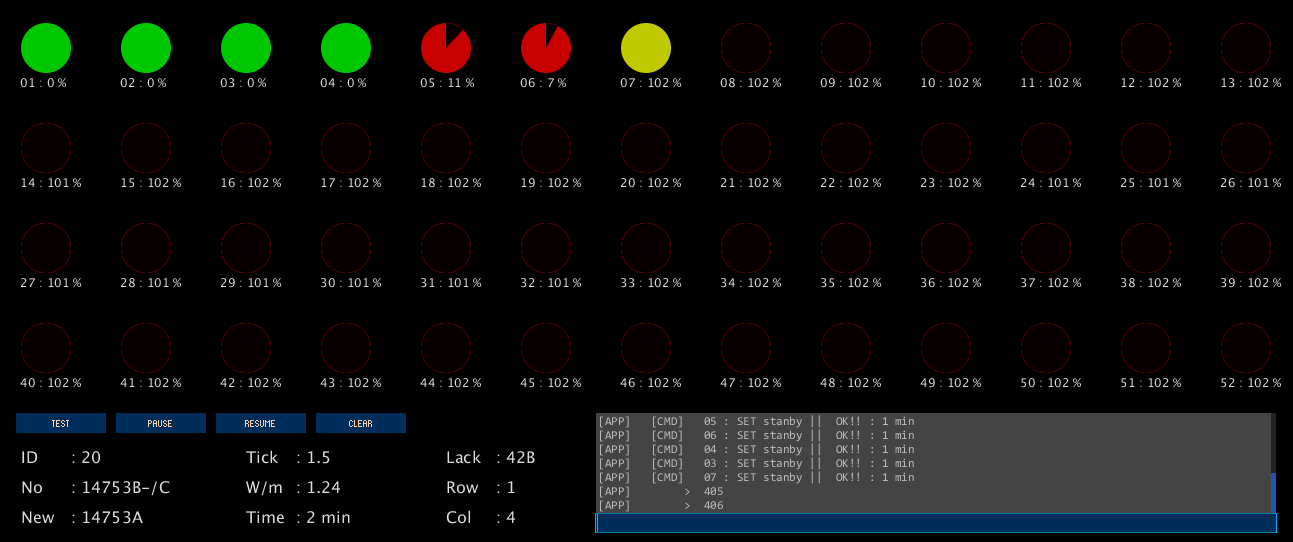 01 : 0 % 02 : 0 % 03 : 0 % 04 : 0 % 05 : 11 % 06 : 7 % 07 : 102 % 08 : 102 % 09 : 102 % 10 : 102 % 11 : 102 % 12 : 102 % 13 : 102 %
14 : 101 % 15 : 102 % 16 : 102 % 17 : 102 % 18 : 102 % 19 : 102 % 20 : 102 % 21 : 102 % 22 : 102 % 23 : 102 % 24 : 101 % 25 : 101 % 26 : 101 %
27 : 101 % 28 : 101 % 29 : 101 % 30 : 101 % 31 : 101 % 32 : 101 % 33 : 102 % 34 : 102 % 35 : 102 % 36 : 102 % 37 : 102 % 38 : 102 % 39 : 102 %
40 : 102 % 41 : 102 % 42 : 102 % 43 : 102 % 44 : 102 % 45 : 102 % 46 : 102 % 47 : 102 % 48 : 102 % 49 : 102 % 50 : 102 % 51 : 102 % 52 : 102 %
TEST PAUSE RESUME CLEAR
ID : 20 Tick : 1.5 Lack : 42B
No : 14753B-/C W/m : 1.24 Row : 1
New : 14753A Time : 2 min Col : 4
[APP] [CMD] 05 : SET stanby || OK!! : 1 min
[APP] [CMD] 06 : SET stanby || OK!! : 1 min
[APP] [CMD] 04 : SET stanby || OK!! : 1 min
[APP] [CMD] 03 : SET stanby || OK!! : 1 min
[APP] [CMD] 07 : SET stanby || OK!! : 1 min
[APP] > 405
[APP] > 406